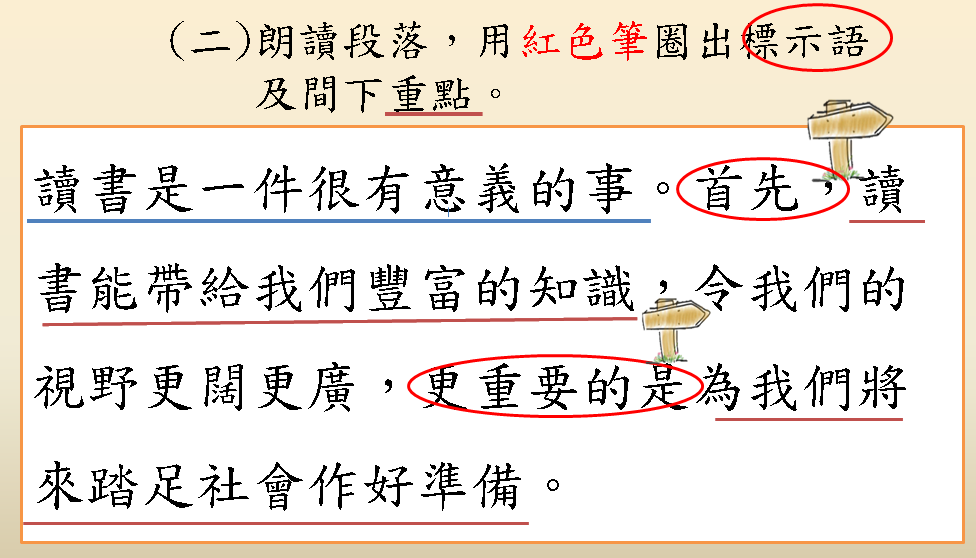 (二)朗讀段落，用紅色筆圈出標示語
及間下重點。
讀書是一件很有意義的事。首先，讀
書能帶給我們豐富的知識，令我們的
視野更闊更廣，更重要的是為我們將
來踏足社會作好準備。